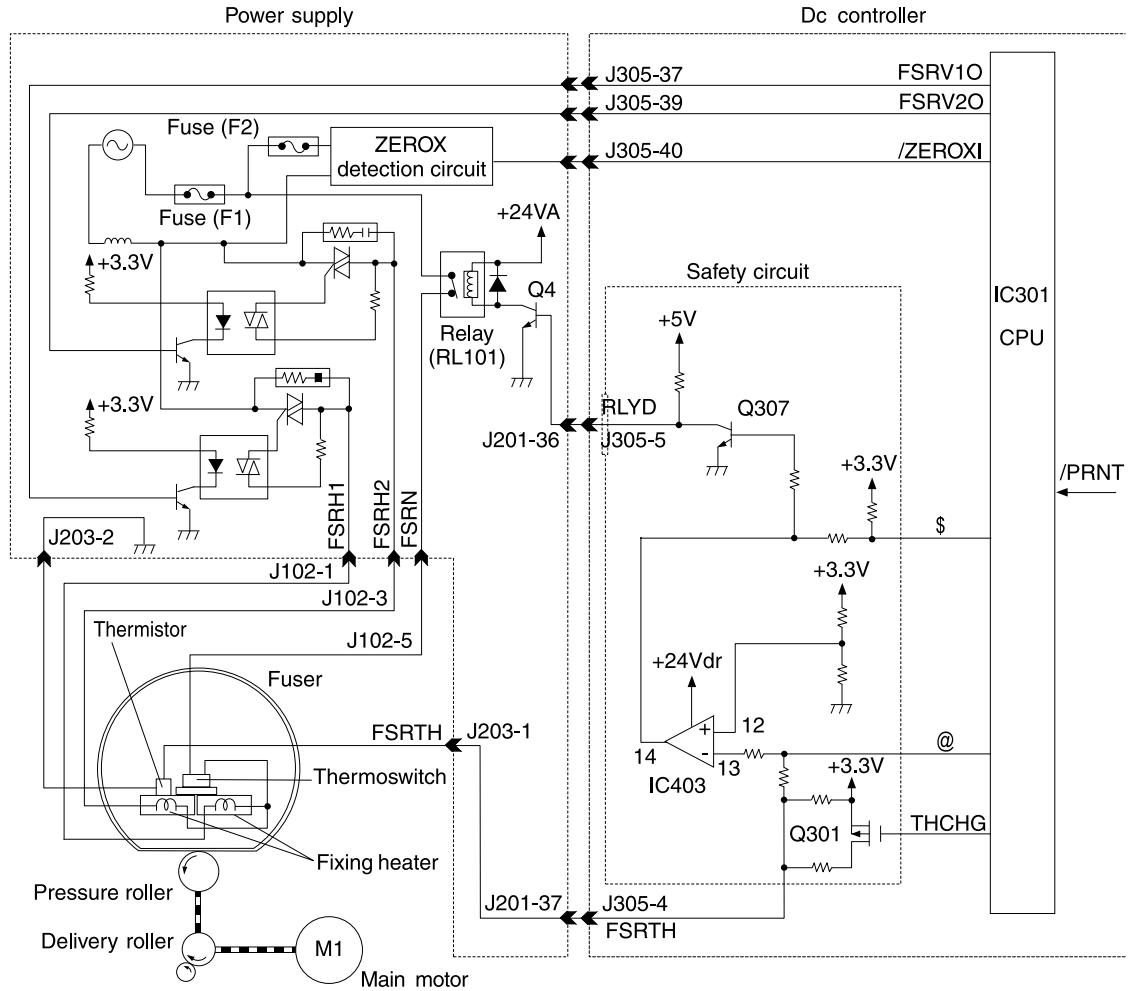 Power supply
Dc controller
J305-37
FSRV1O
J305-39
FSRV2O
Fuse (F2)
ZEROX
detection circuit
J305-40
/ZEROXI
Fuse (F1)
+24VA
+3.3V
Safety circuit
Q4
IC301
CPU
Relay
(RL101)
+5V
+3.3V
RLYD
Q307
J201-36
J305-5
+3.3V
/PRNT
FSRH1
FSRH2
FSRN
$
J203-2
J102-1
+3.3V
J102-3
Thermistor
J102-5
+24Vdr
Fuser
12
FSRTH
J203-1
14
13
@
+3.3V
Thermoswitch
IC403
Q301
THCHG
Fixing heater
Pressure roller
J201-37
J305-4
FSRTH
Delivery roller
M1
Main motor
+
-